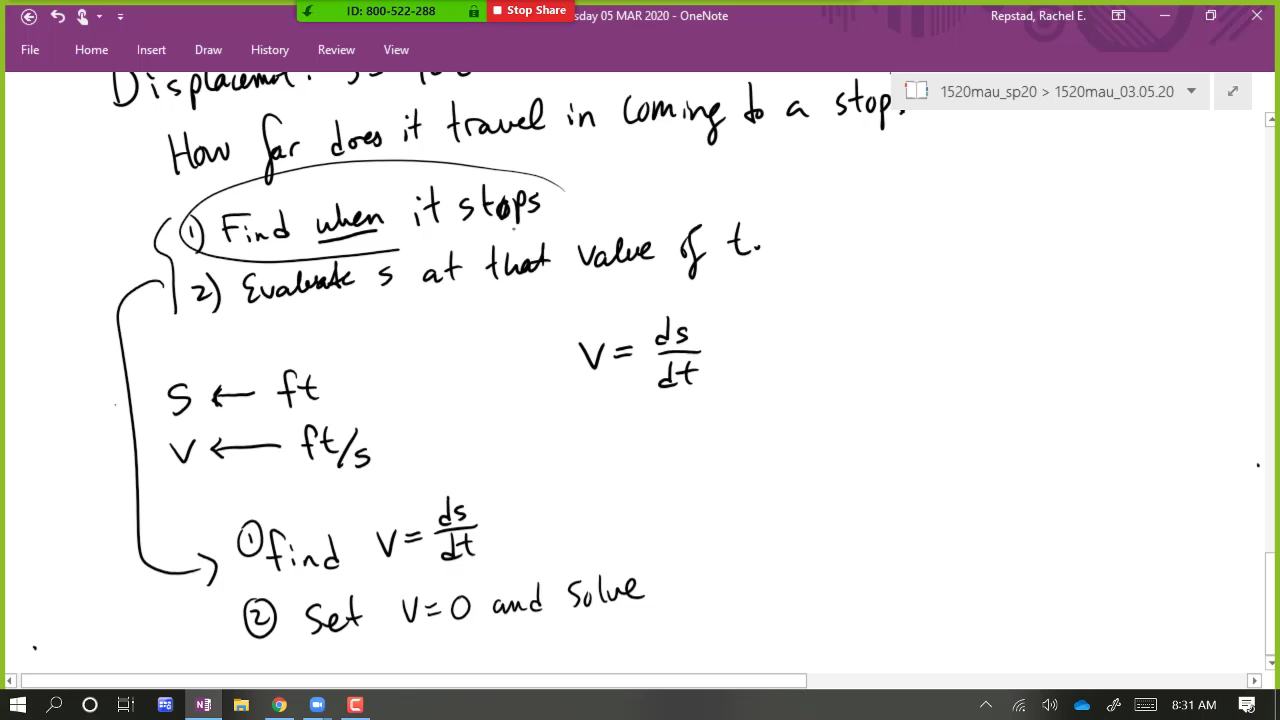 ID: 800-522-288
Stop Share
sday 05 MAR 2020 - OneNote
Repstad, Rachel E.
File Home Insert Draw History Review View
1520mau_sp20 > 1520mau_03.05.20
Displacement:
How far does it travel in coming to a stop?
1) Find when it stops
2) Evaluate s at that value of t.
V = ds/dt
S ← ft
V ← ft/s
① find V = ds/dt
② Set V = 0 and solve
8:31 AM